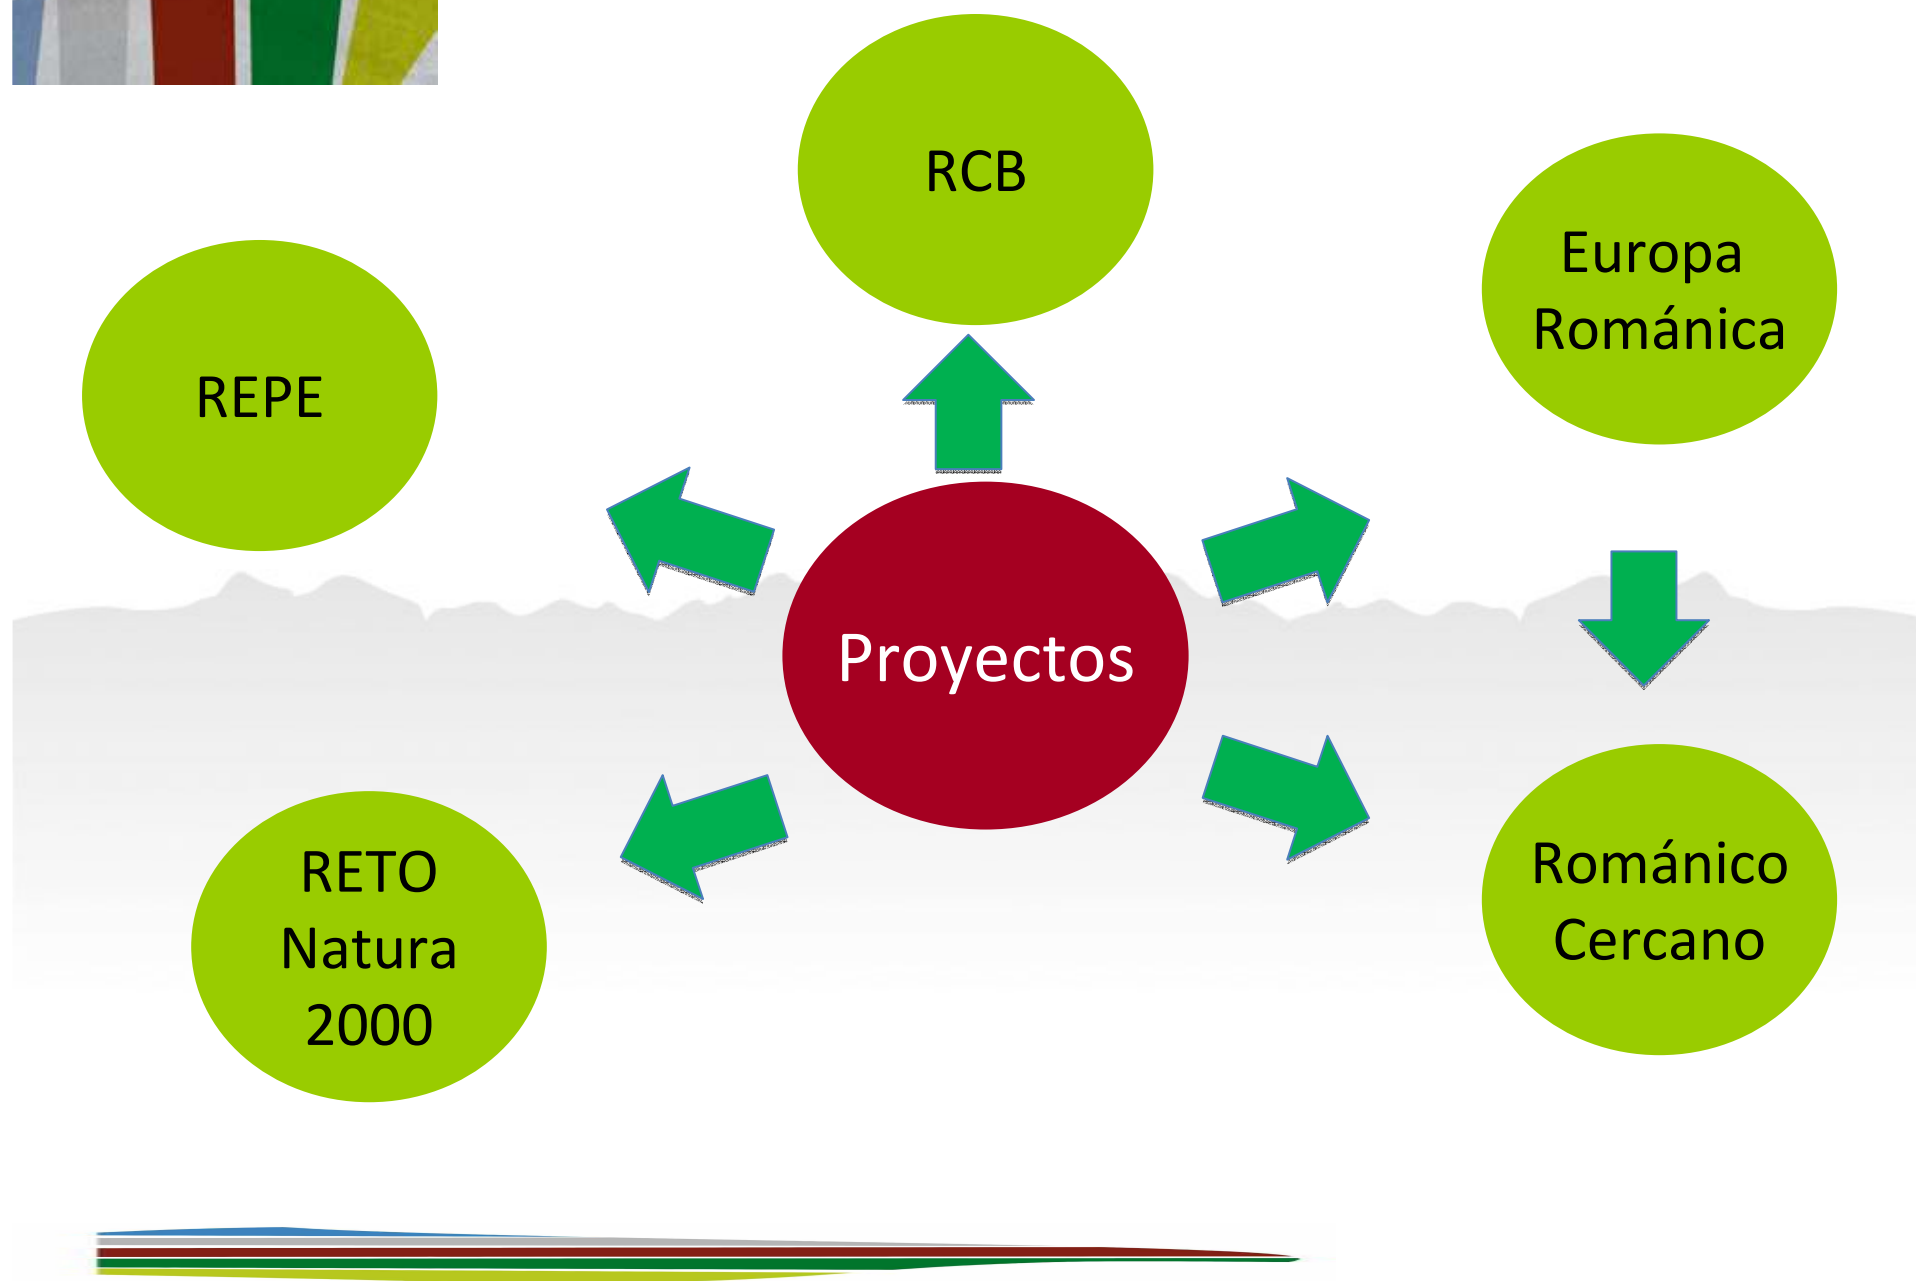 RCB
Europa
Románica
REPE
Proyectos
RETO
Natura
2000
Románico
Cercano